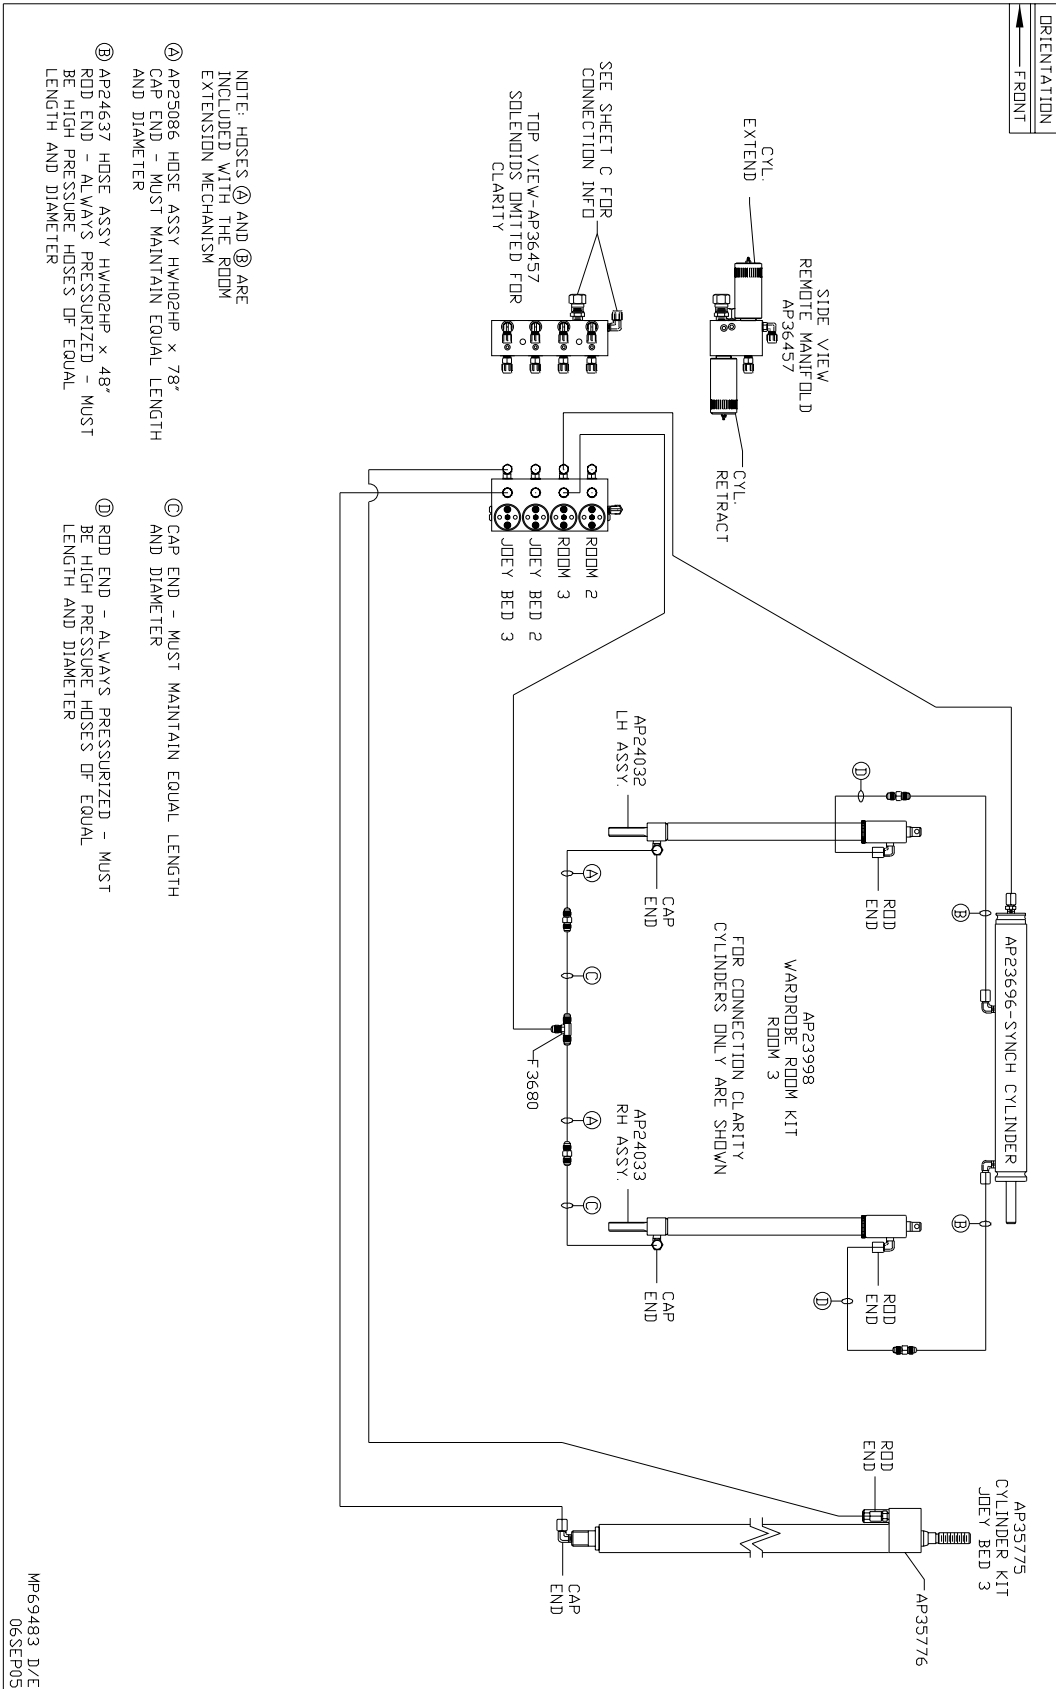 ORIENTATION
FRONT
CYL.
EXTEND
SIDE VIEW
REMOTE MANIFOLD
AP36457
CYL.
RETRACT
SEE SHEET C FOR
CONNECTION INFO
TOP VIEW-AP36457
SOLENOIDS OMITTED FOR
CLARITY
ROOM 2
ROOM 3
JOEY BED 2
JOEY BED 3
AP23696-SYNCH CYLINDER
B
B
D
D
ROD
END
ROD
END
AP24032
LH ASSY.
CAP
END
AP23998
WARDROBE ROOM KIT
ROOM 3
FOR CONNECTION CLARITY
CYLINDERS ONLY ARE SHOWN
AP24033
RH ASSY.
CAP
END
A
C
F3680
A
C
AP35775
CYLINDER KIT
JOEY BED 3
ROD
END
AP35776
CAP
END
NOTE: HOSES A AND B ARE
INCLUDED WITH THE ROOM
EXTENSION MECHANISM
A AP25086 HOSE ASSY HWH02HP x 78"
CAP END - MUST MAINTAIN EQUAL LENGTH
AND DIAMETER
B AP24637 HOSE ASSY HWH02HP x 48"
ROD END - ALWAYS PRESSURIZED - MUST
BE HIGH PRESSURE HOSES OF EQUAL
LENGTH AND DIAMETER
C CAP END - MUST MAINTAIN EQUAL LENGTH
AND DIAMETER
D ROD END - ALWAYS PRESSURIZED - MUST
BE HIGH PRESSURE HOSES OF EQUAL
LENGTH AND DIAMETER
MP69483 D/E
06SEP05